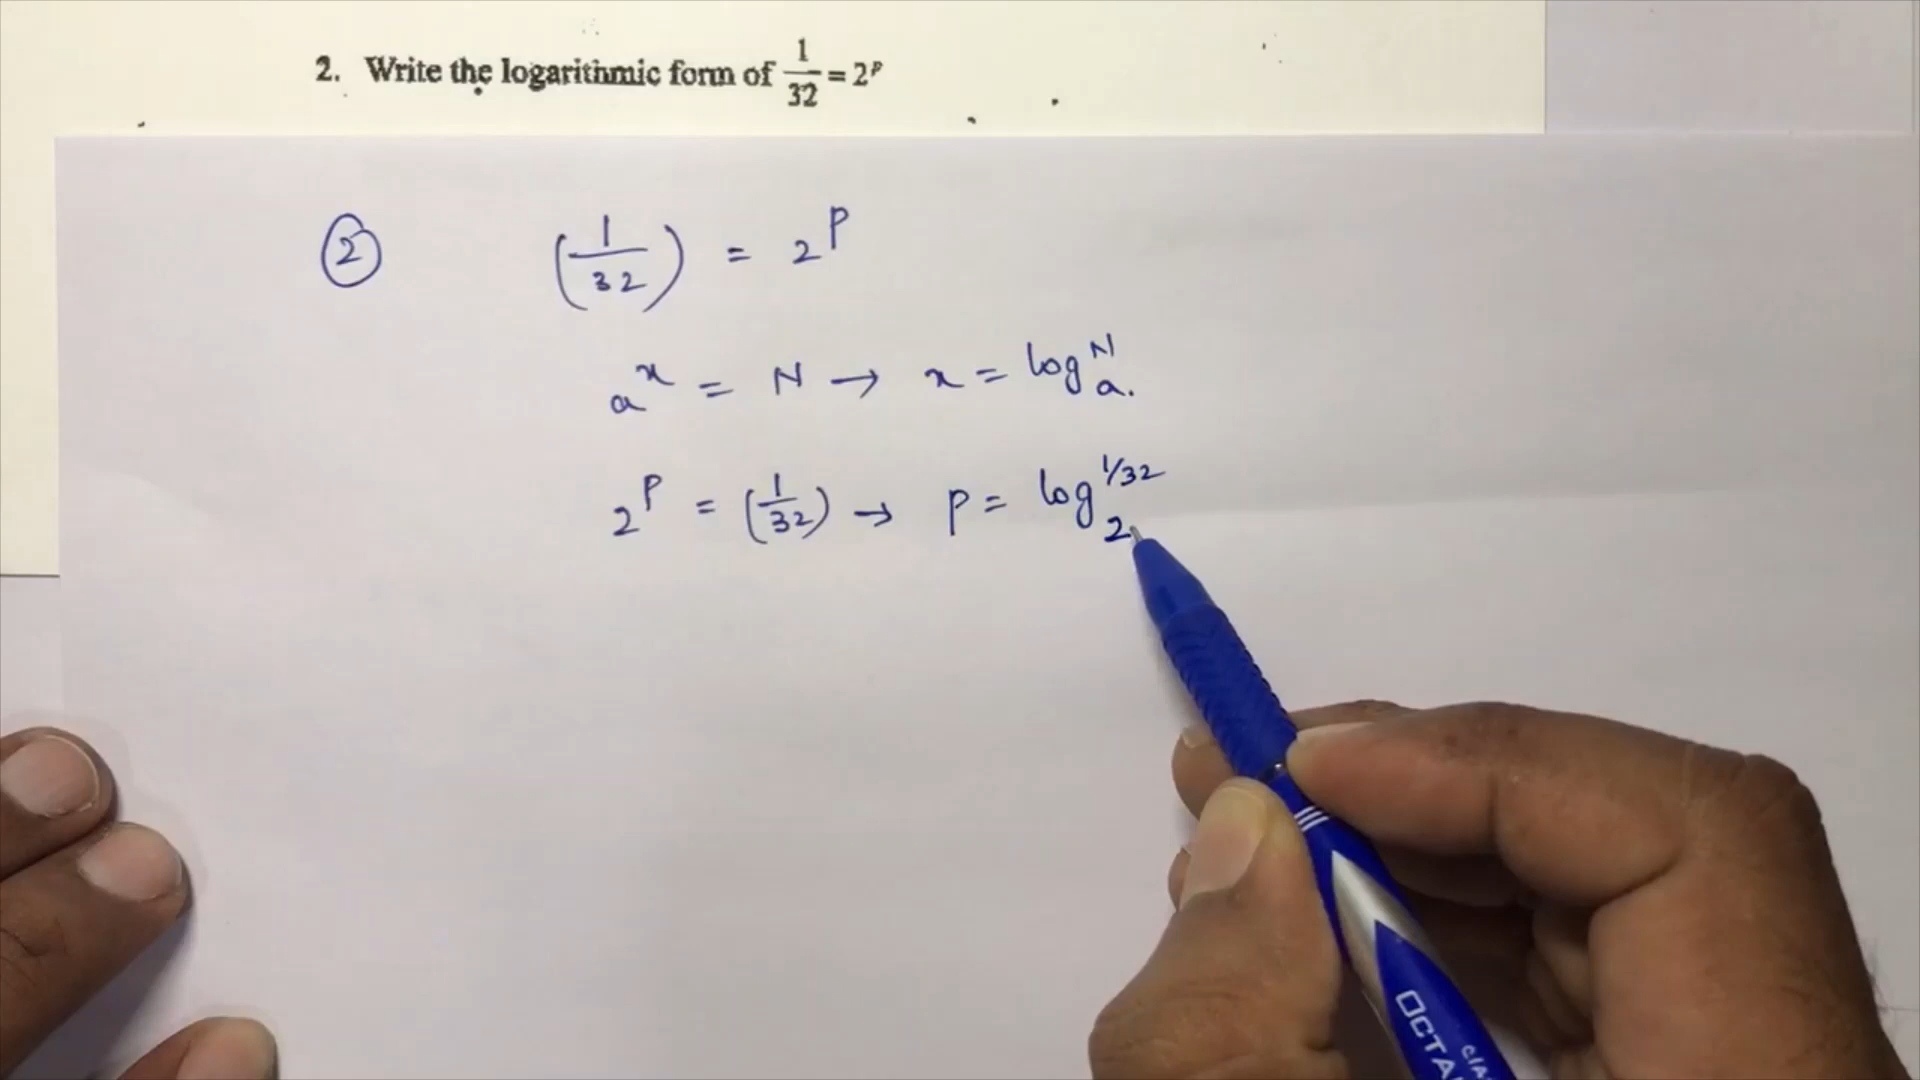 2. Write the logarithmic form of 1/32 = 2^p
② (1/32) = 2^P
a^x = N → x = log_a^N.
2^P = (1/32) → P = log_2^1/32
OCTA